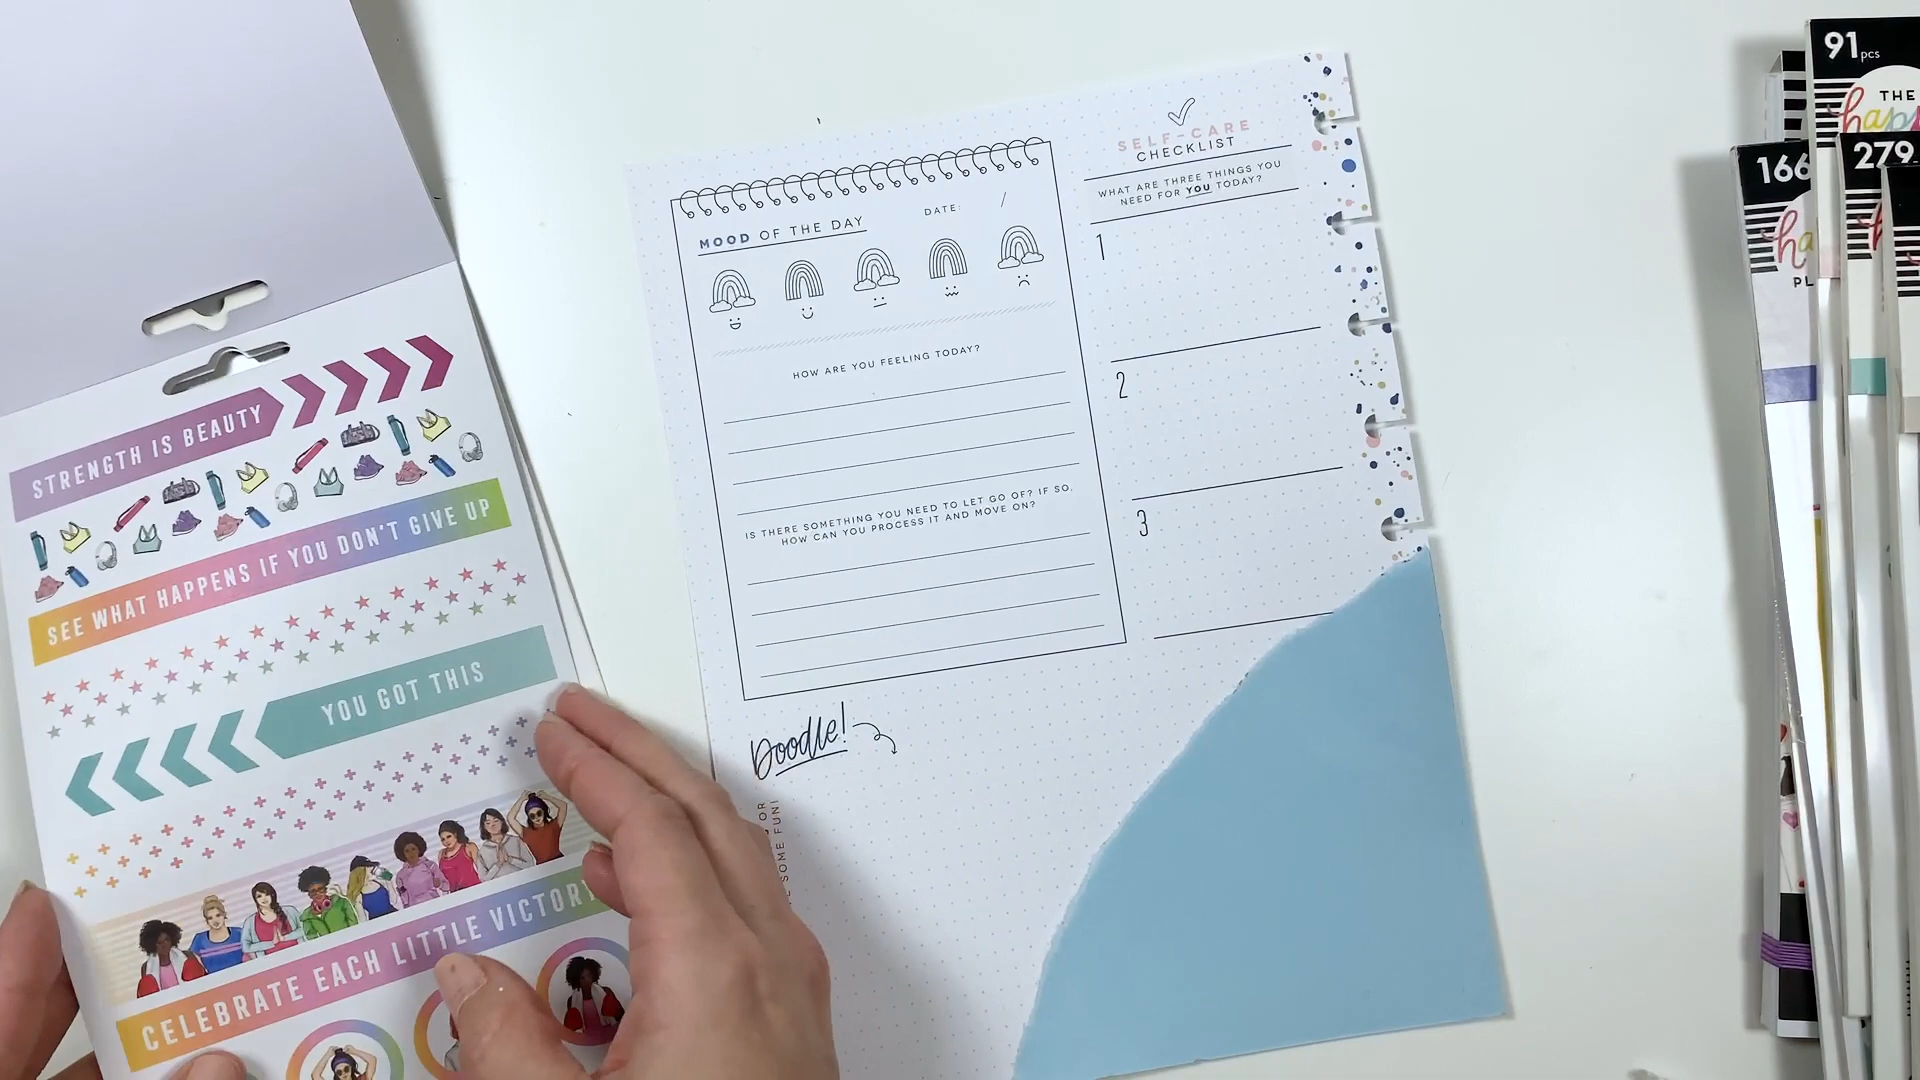 STRENGTH IS BEAUTY
SEE WHAT HAPPENS IF YOU DON'T GIVE UP
YOU GOT THIS
CELEBRATE EACH LITTLE VICTORY
MOOD OF THE DAY
DATE: /
HOW ARE YOU FEELING TODAY?
IS THERE SOMETHING YOU NEED TO LET GO OF? IF SO,
HOW CAN YOU PROCESS IT AND MOVE ON?
Doodle!
SOME FUN!
SELF-CARE
CHECKLIST
WHAT ARE THREE THINGS YOU
NEED FOR YOU TODAY?
1
2
3
91 pcs
THE
166
279